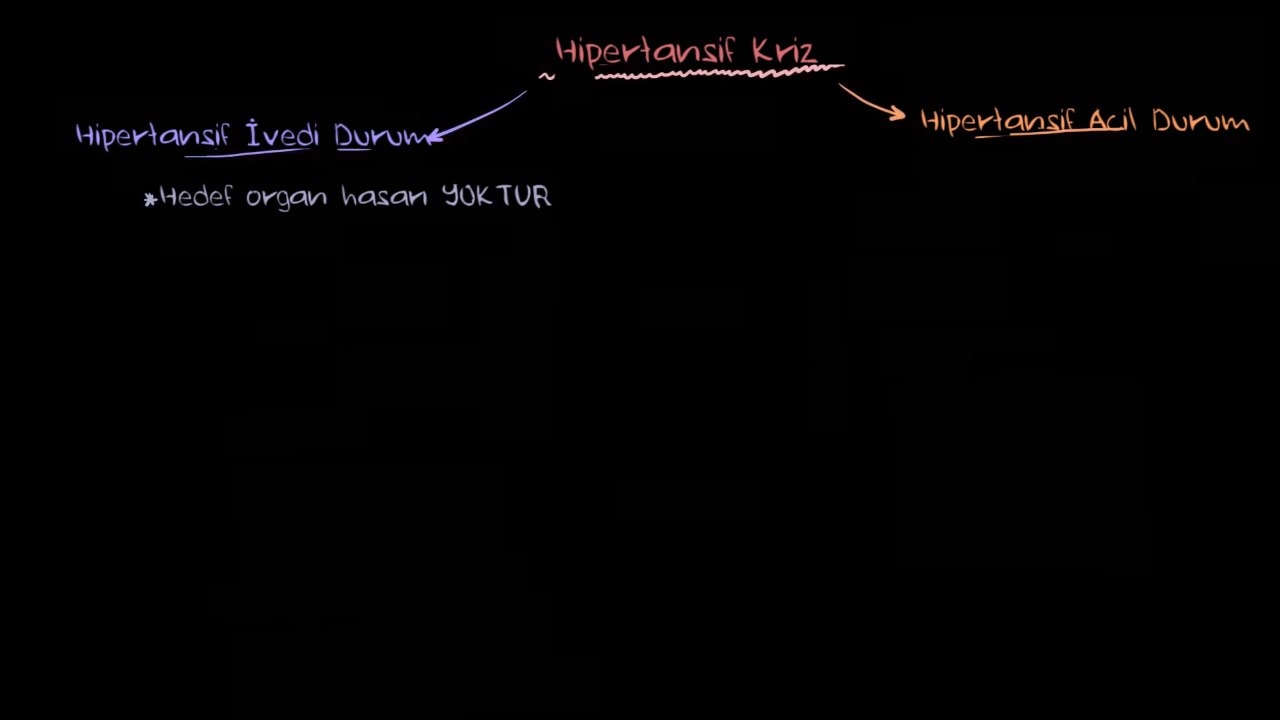 Hipertansif Kriz
Hipertansif İvedi Durum
Hipertansif Acil Durum
*Hedef organ hasarı YOKTUR